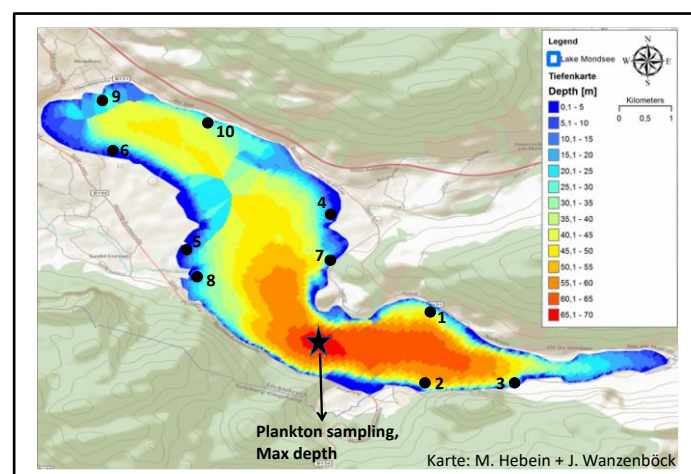 Legend
Lake Mondsee
Tiefenkarte
Depth [m]
0,1 - 5
5,1 - 10
10,1 - 15
15,1 - 20
20,1 - 25
25,1 - 30
30,1 - 35
35,1 - 40
40,1 - 45
45,1 - 50
50,1 - 55
55,1 - 60
60,1 - 65
65,1 - 70
N
W
E
S
Kilometers
0
0,5
1
9
10
6
4
5
7
8
1
2
3
Plankton sampling,
Max depth
Karte: M. Hebein + J. Wanzenböck